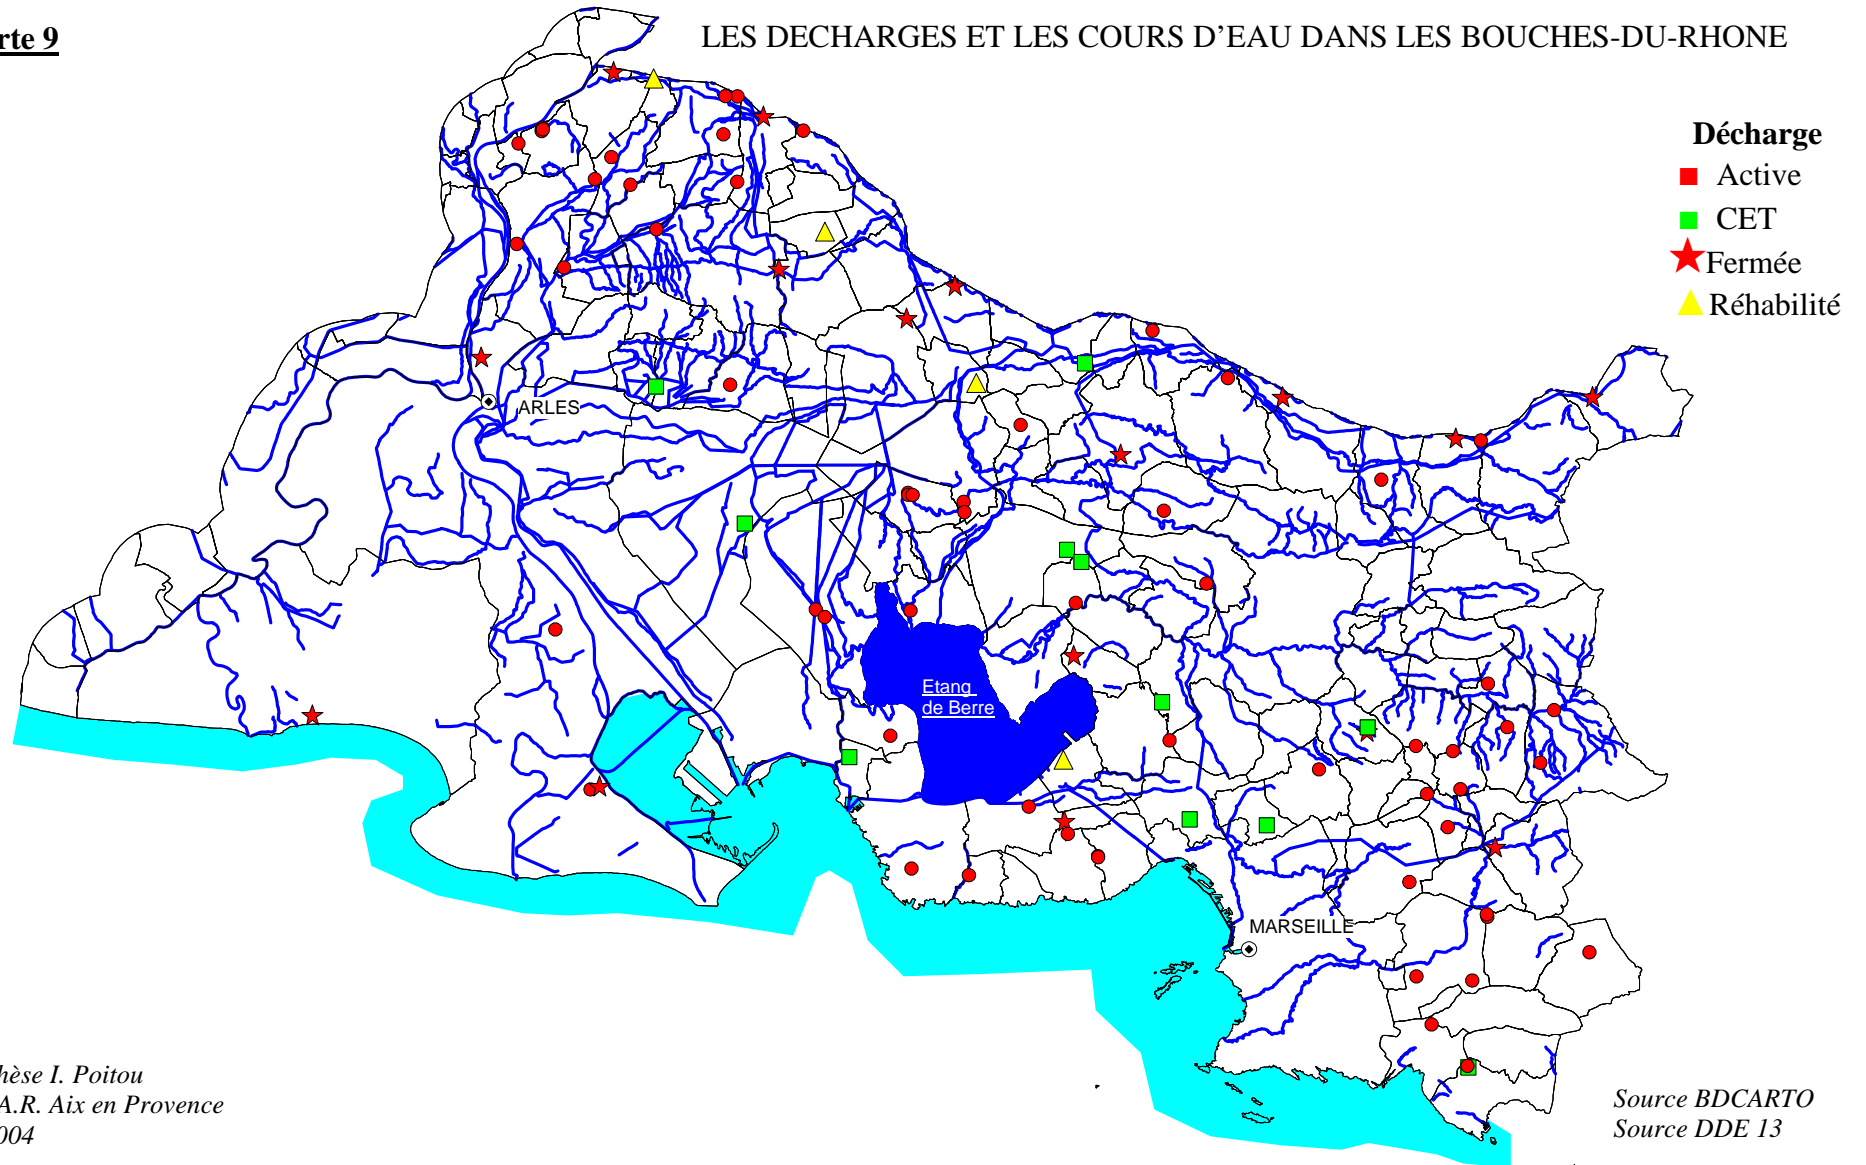 rte 9
LES DECHARGES ET LES COURS D'EAU DANS LES BOUCHES-DU-RHONE
Décharge
Active
CET
Fermée
Réhabilité
ARLES
Etang
de Berre
MARSEILLE
hèse I. Poitou
A.R. Aix en Provence
004
Source BDCARTO
Source DDE 13